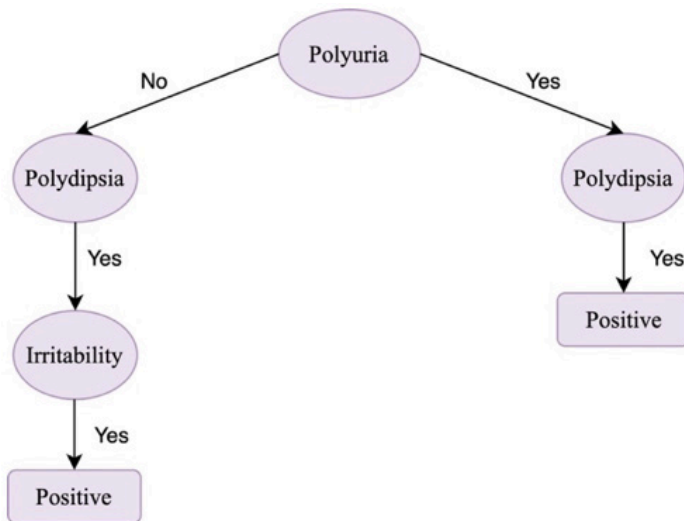 Polyuria
No
Yes
Polydipsia
Polydipsia
Yes
Yes
Positive
Irritability
Yes
Positive